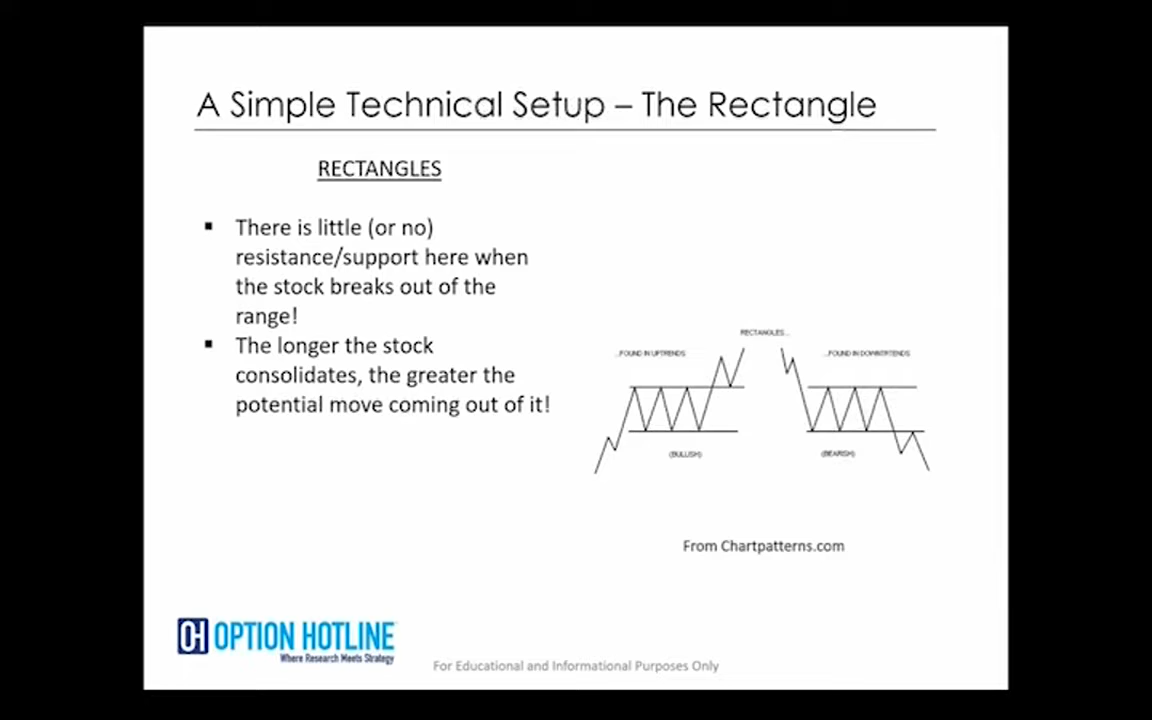 A Simple Technical Setup – The Rectangle
RECTANGLES
▪ There is little (or no)
resistance/support here when
the stock breaks out of the
range!
▪ The longer the stock
consolidates, the greater the
potential move coming out of it!
RECTANGLES...
...FOUND IN UPTRENDS
...FOUND IN DOWNTRTENDS
(BULLISH)
(BEARISH)
From Chartpatterns.com
OH OPTION HOTLINE
Where Research Meets Strategy
For Educational and Informational Purposes Only